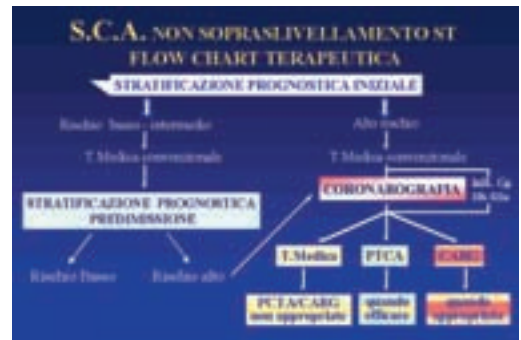 S.C.A. NON SOPRASLIVELLAMENTO ST
FLOW CHART TERAPEUTICA
STRATIFICAZIONE PROGNOSTICA INIZIALE
Rischio basso - intermedio
Alto rischio
T.Medica convenzionale
T.Medica convenzionale
CORONAROGRAFIA
STRATIFICAZIONE PROGNOSTICA
PREDIMISSIONE
Rischio Basso
Rischio alto
T.Medica
PTCA
CABG
PCTA/CABG
non appropriate
quando
efficace
quando
appropriato